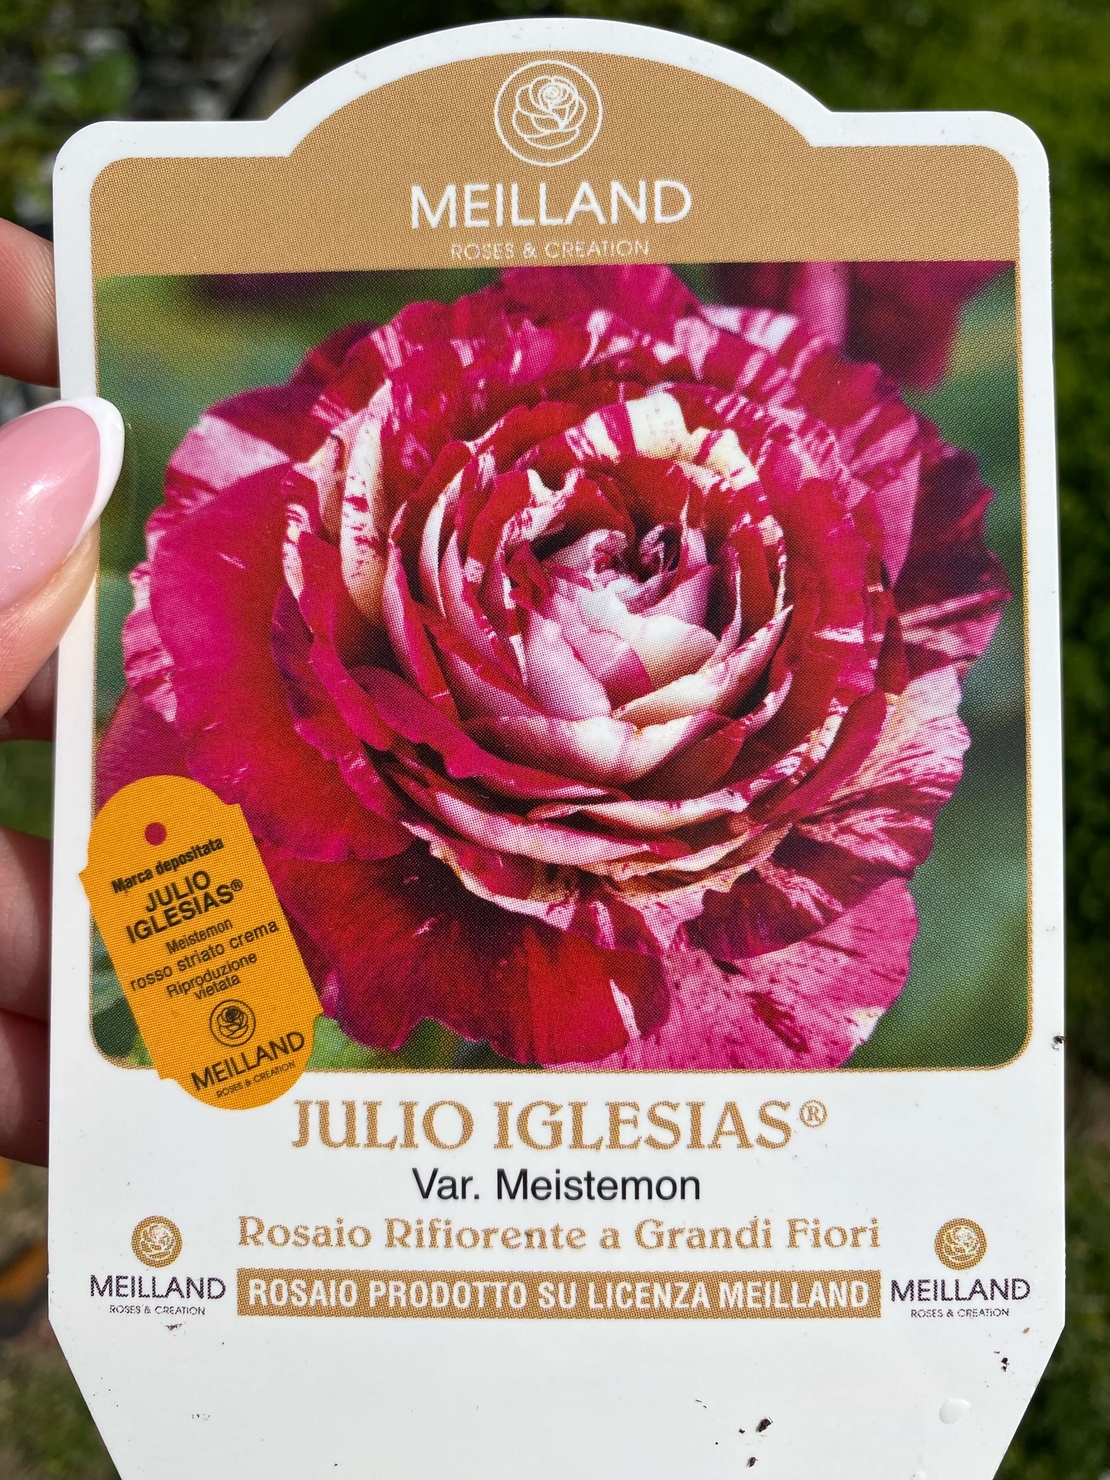 MEILLAND
ROSES & CREATION
Marca depositata
JULIO
IGLESIAS®
Meistemon
rosso striato crema
Riproduzione
vietata
MEILLAND
ROSES & CREATION
JULIO IGLESIAS®
Var. Meistemon
Rosaio Rifiorente a Grandi Fiori
MEILLAND
ROSES & CREATION
ROSAIO PRODOTTO SU LICENZA MEILLAND
MEILLAND
ROSES & CREATION